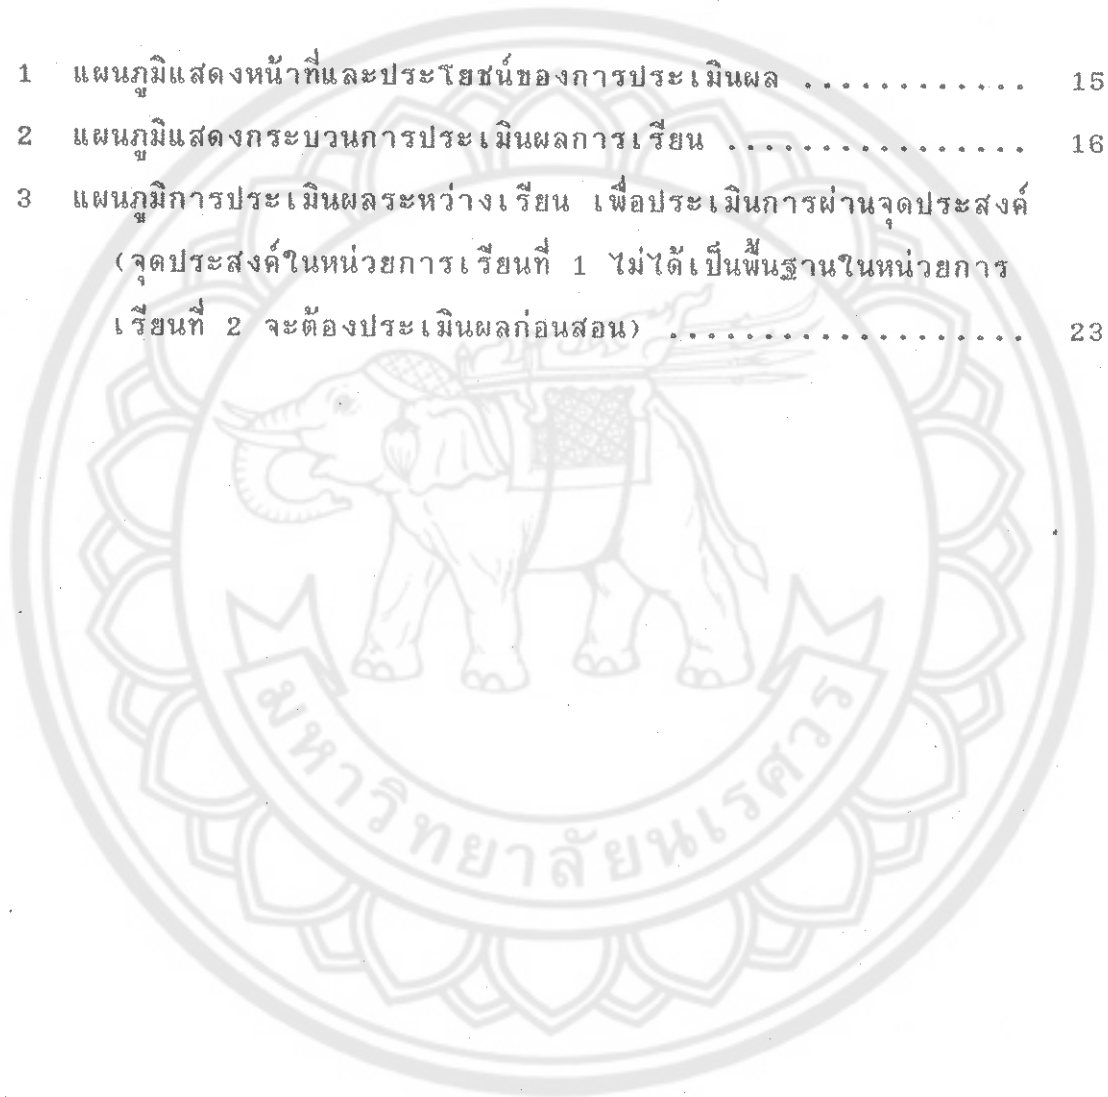 1 แผนภูมิแสดงหน้าที่และประโยชน์ของการประเมินผล ............ 15
2 แผนภูมิแสดงกระบวนการประเมินผลการเรียน ................ 16
3 แผนภูมิการประเมินผลระหว่างเรียน เพื่อประเมินการผ่านจุดประสงค์
(จุดประสงค์ในหน่วยการเรียนที่ 1 ไม่ได้เป็นพื้นฐานในหน่วยการ
เรียนที่ 2 จะต้องประเมินผลก่อนสอน) ................... 23
มหาวิทยาลัยนเรศวร